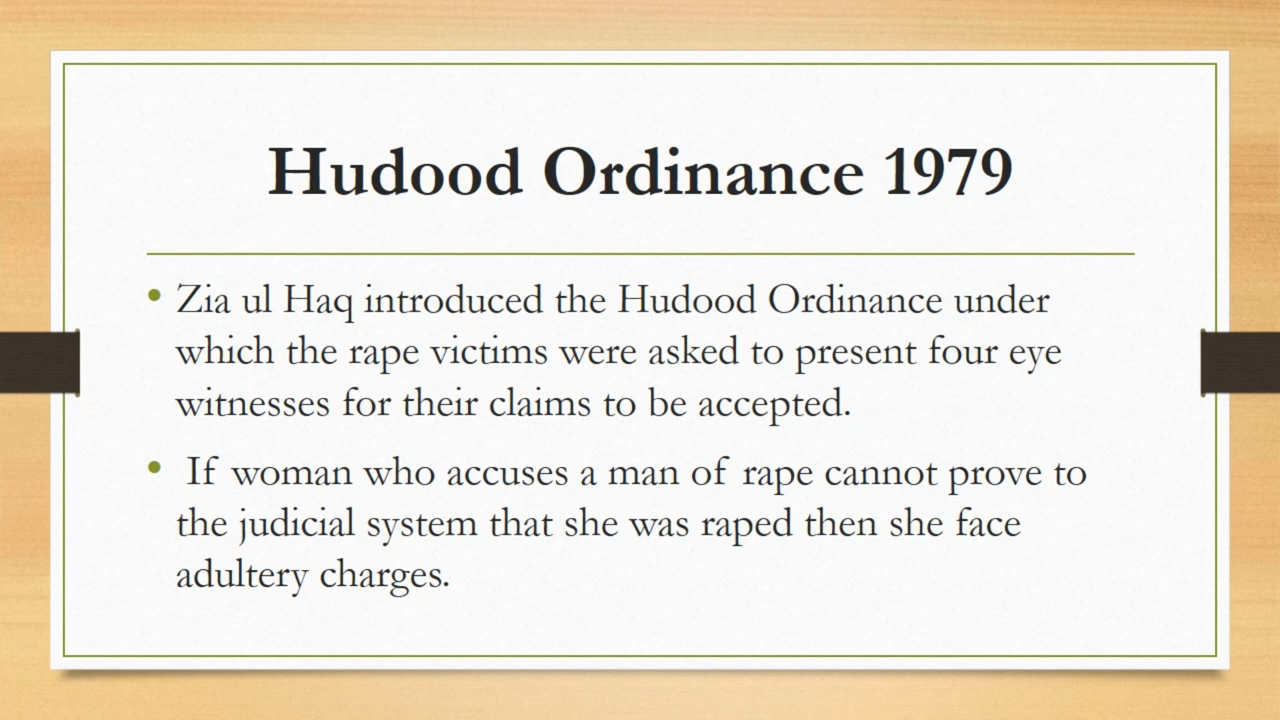 Hudood Ordinance 1979
• Zia ul Haq introduced the Hudood Ordinance under
which the rape victims were asked to present four eye
witnesses for their claims to be accepted.
• If woman who accuses a man of rape cannot prove to
the judicial system that she was raped then she face
adultery charges.